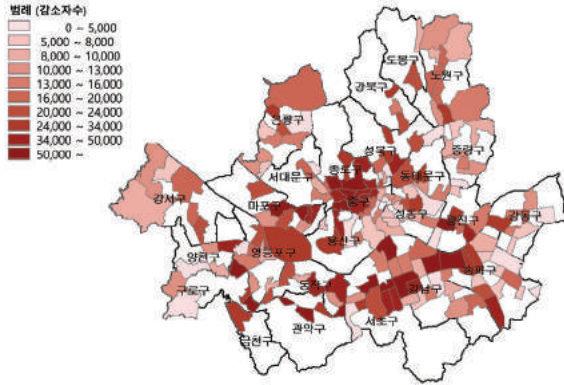 범례 (감소자수)
0 ~ 5,000
5,000 ~ 8,000
8,000 ~ 10,000
10,000 ~ 13,000
13,000 ~ 16,000
16,000 ~ 20,000
20,000 ~ 24,000
24,000 ~ 34,000
34,000 ~ 50,000
50,000 ~
도봉구
노원구
강북구
은평구
성북구
중랑구
서대문구
종로구
동대문구
강서구
마포구
중구
성동구
광진구
강동구
용산구
양천구
영등포구
송파구
구로구
동작구
강남구
서초구
관악구
금천구